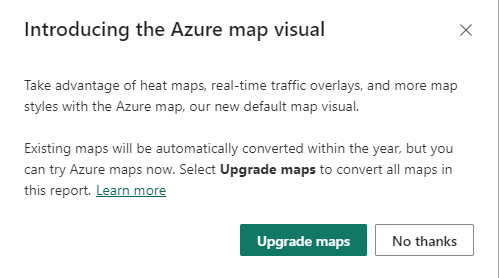 Introducing the Azure map visual
Take advantage of heat maps, real-time traffic overlays, and more map
styles with the Azure map, our new default map visual.
Existing maps will be automatically converted within the year, but you
can try Azure maps now. Select Upgrade maps to convert all maps in
this report. Learn more
Upgrade maps
No thanks